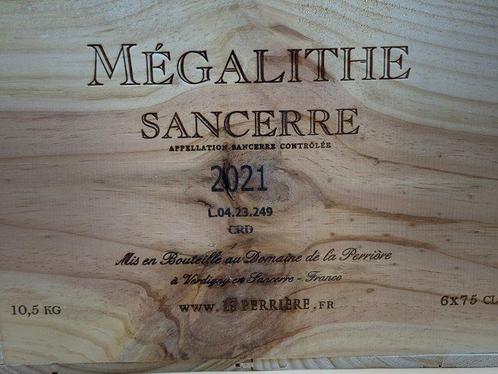 MÉGALITHE
SANCERRE
APPELLATION SANCERRE CONTRÔLÉE
2021
L.04.23.249
CRD
Mis en Bouteille au Domaine de la Perrière
à Verdigny en Sancerre - France
10,5 KG
WWW.LEPERRIÈRE.FR
6x75 CL